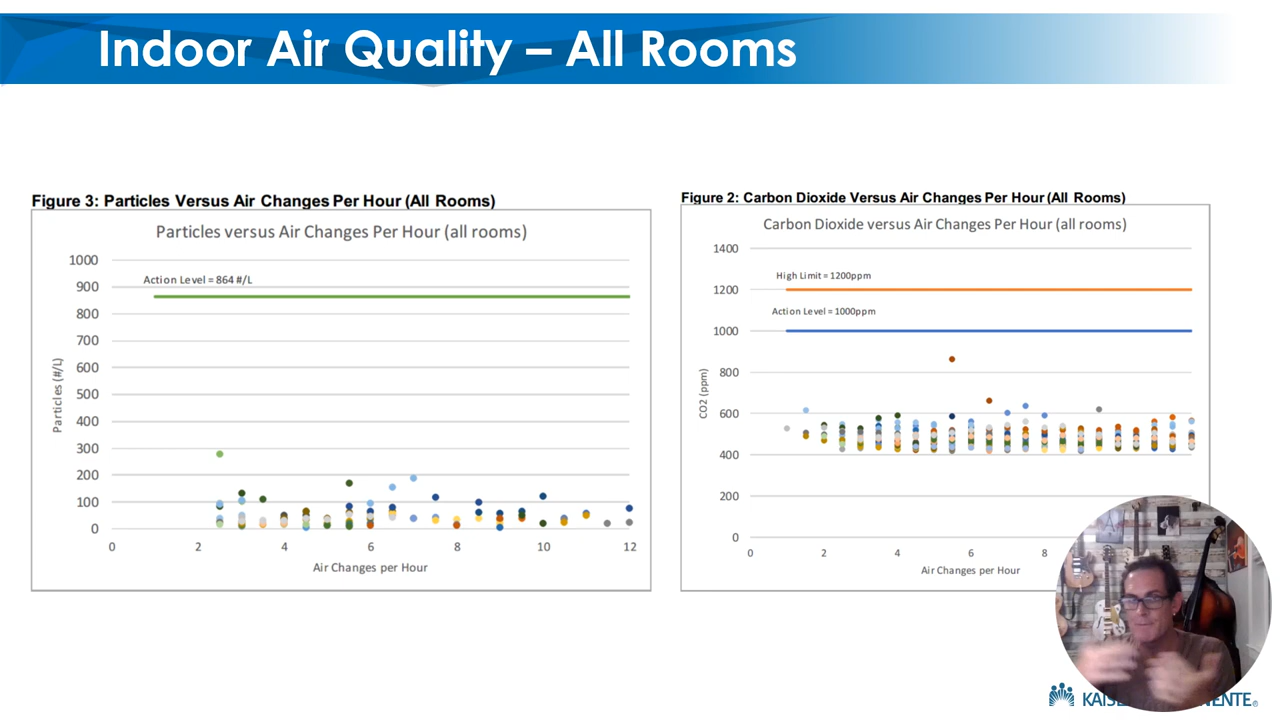 Indoor Air Quality – All Rooms
Figure 3: Particles Versus Air Changes Per Hour (All Rooms)
Particles versus Air Changes Per Hour (all rooms)
1000
Action Level = 864 #/L
900
800
700
600
500
400
300
200
100
0
Particles (#/L)
0 2 4 6 8 10 12
Air Changes per Hour
Figure 2: Carbon Dioxide Versus Air Changes Per Hour (All Rooms)
Carbon Dioxide versus Air Changes Per Hour (all rooms)
1400
High Limit = 1200ppm
1200
Action Level = 1000ppm
1000
800
600
400
200
0
CO2 (ppm)
0 2 4 6 8
Air Changes per Hour